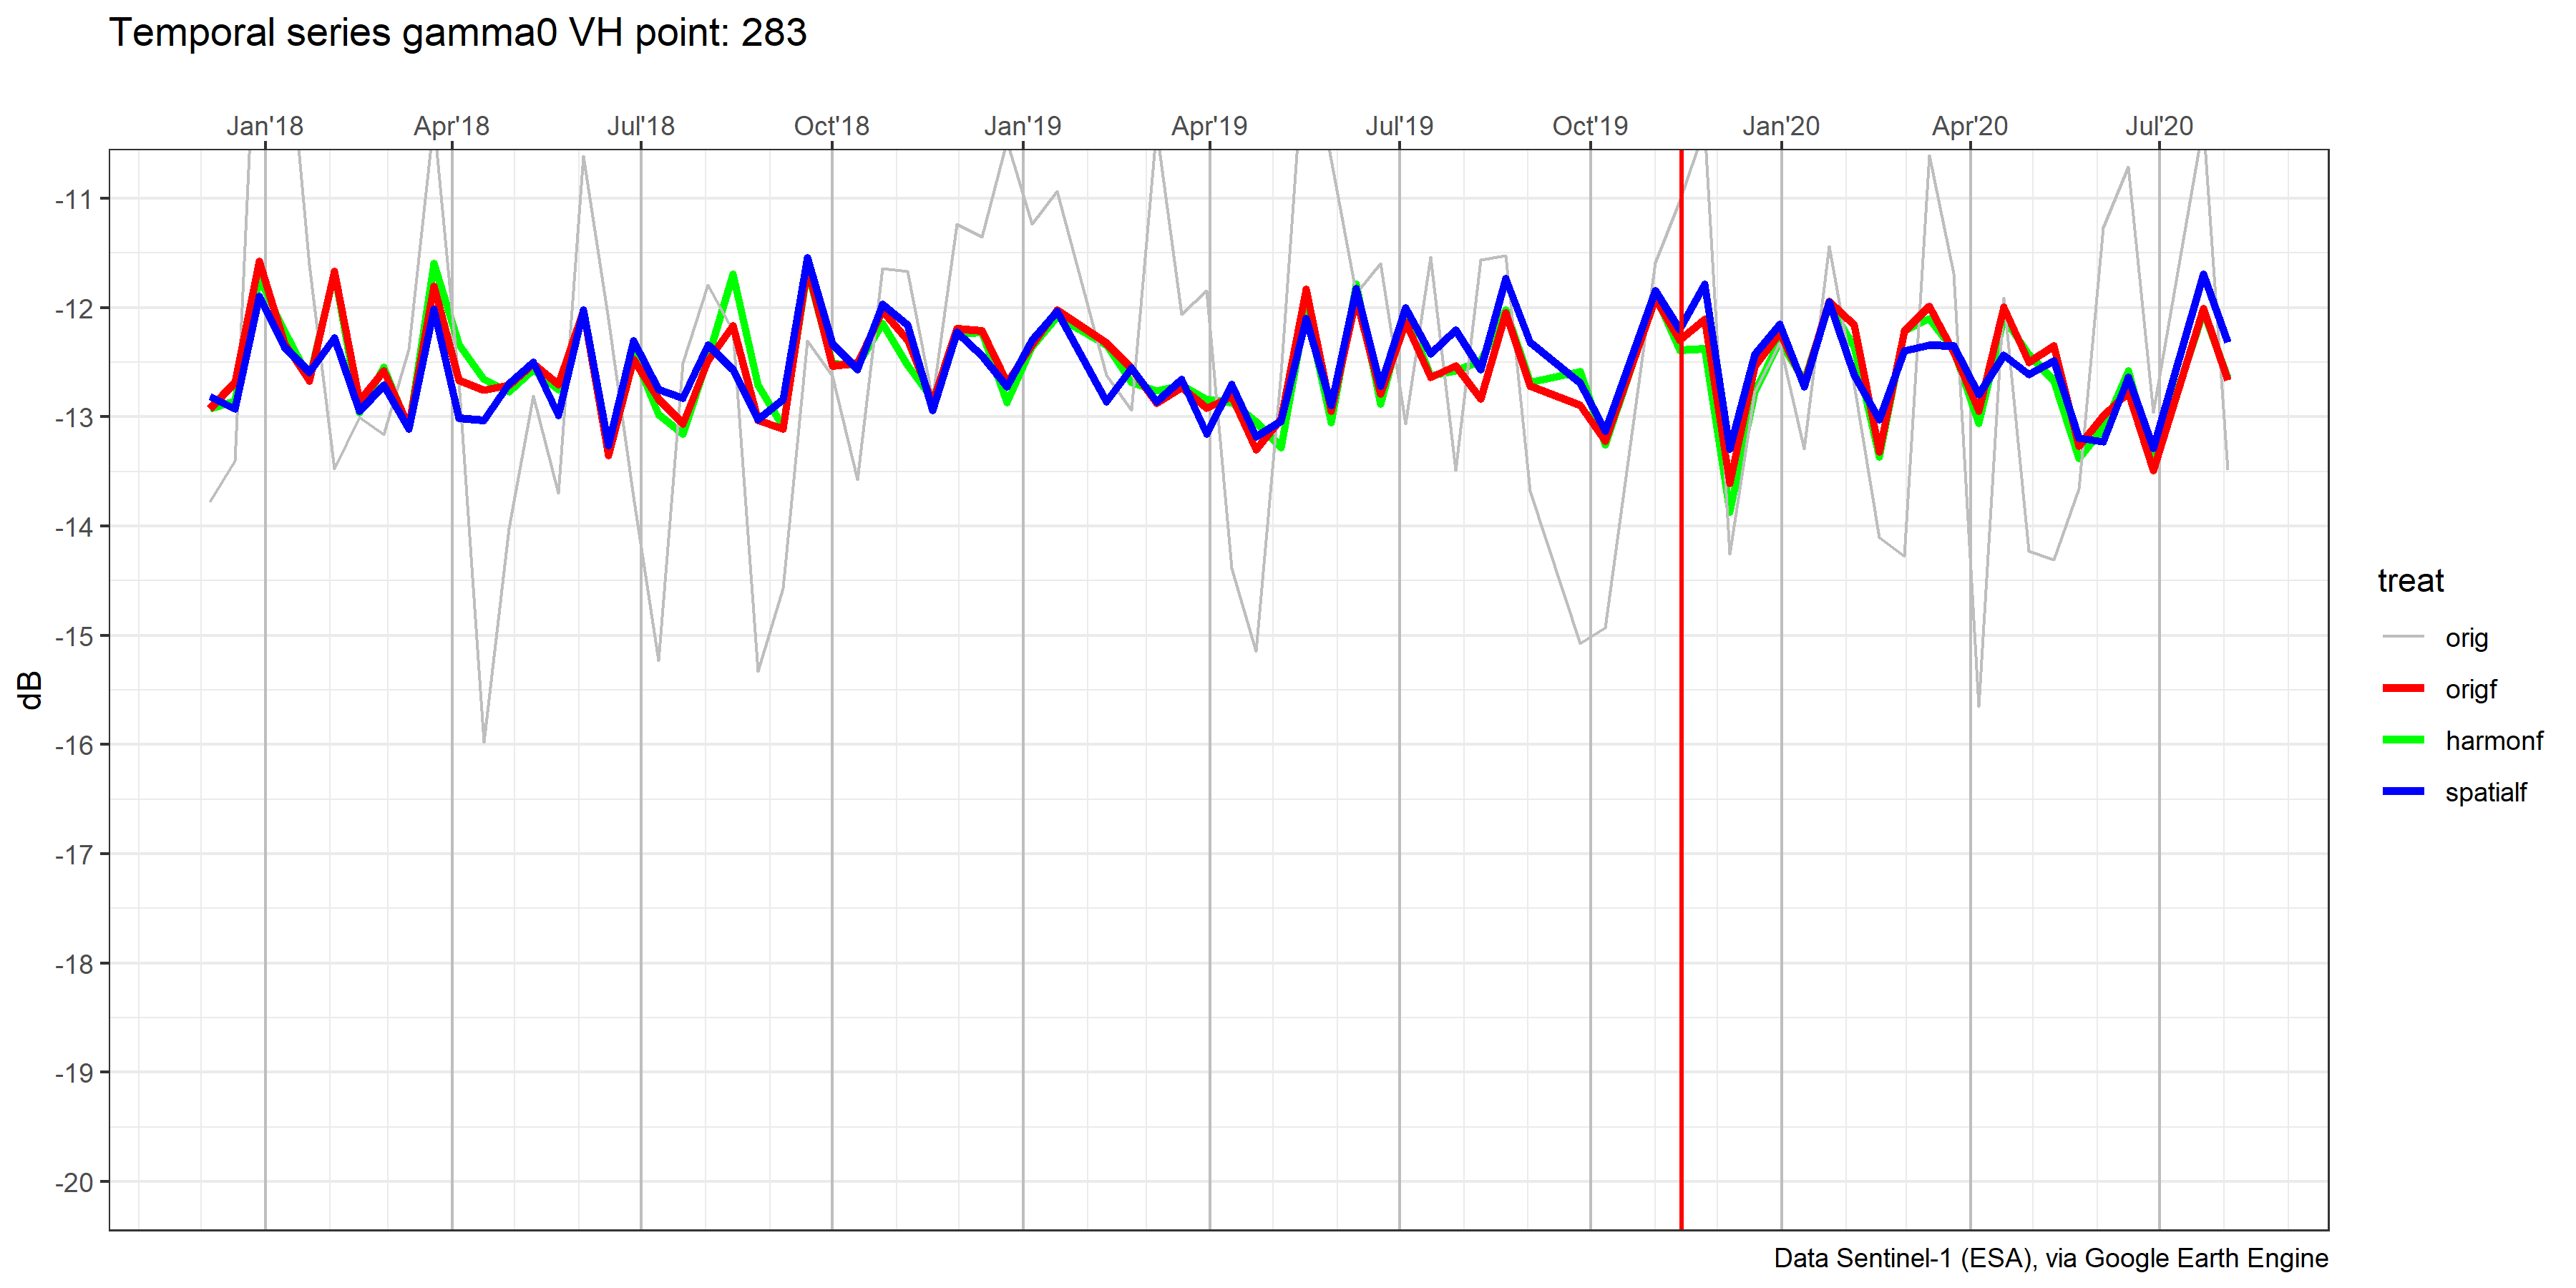 Temporal series gamma0 VH point: 283
Jan'18 Apr'18 Jul'18 Oct'18 Jan'19 Apr'19 Jul'19 Oct'19 Jan'20 Apr'20 Jul'20
-11
-12
-13
-14
-15
-16
-17
-18
-19
-20
dB
treat
orig
origf
harmonf
spatialf
Data Sentinel-1 (ESA), via Google Earth Engine